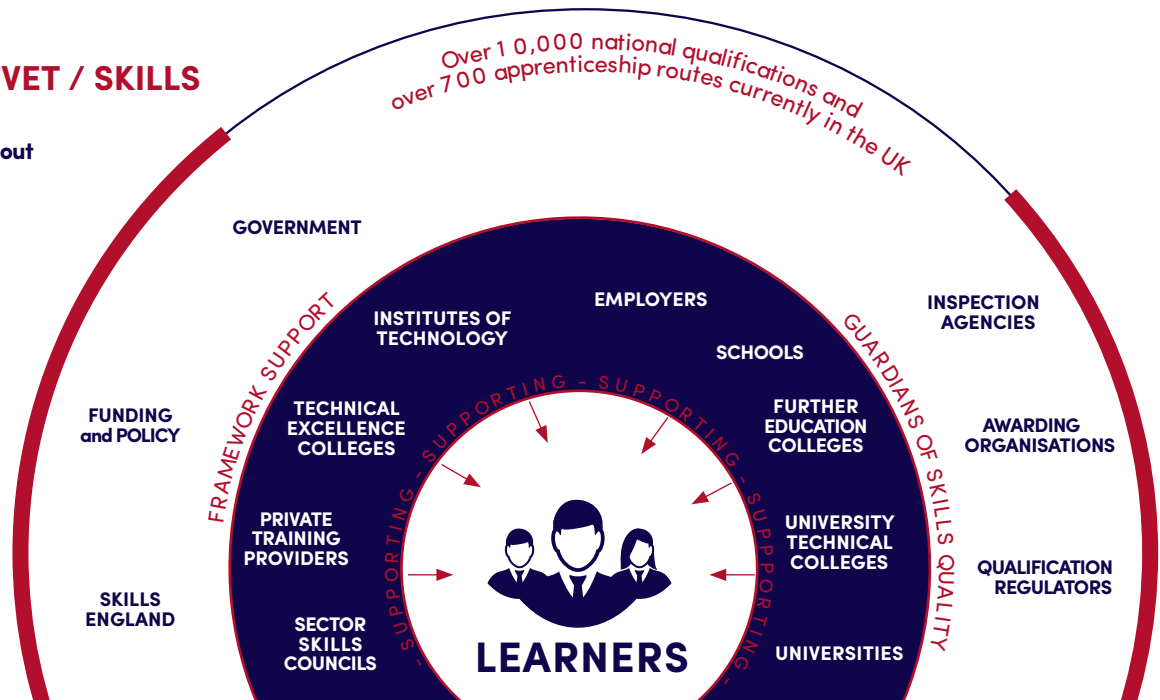 VET / SKILLS
out
Over 10,000 national qualifications and
over 700 apprenticeship routes currently in the UK
GOVERNMENT
FUNDING
and POLICY
SKILLS
ENGLAND
FRAMEWORK SUPPORT
INSTITUTES OF
TECHNOLOGY
TECHNICAL
EXCELLENCE
COLLEGES
PRIVATE
TRAINING
PROVIDERS
SECTOR
SKILLS
COUNCILS
EMPLOYERS
SCHOOLS
FURTHER
EDUCATION
COLLEGES
UNIVERSITY
TECHNICAL
COLLEGES
UNIVERSITIES
- SUPPORTING - SUPPORTING - SUPPORTING - SUPPPORTING -
LEARNERS
GUARDIANS OF SKILLS QUALITY
INSPECTION
AGENCIES
AWARDING
ORGANISATIONS
QUALIFICATION
REGULATORS